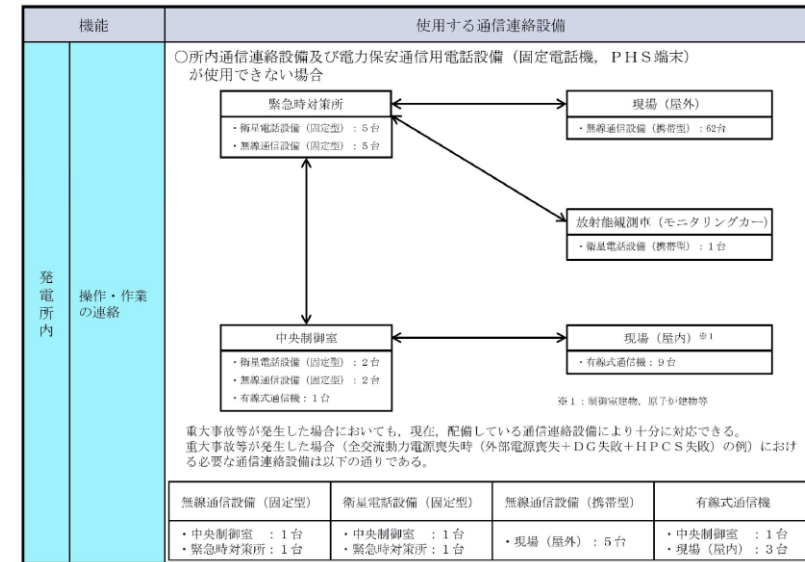 機能
使用する通信連絡設備
発電所内
操作・作業
の連絡
○所内通信連絡設備及び電力保安通信用電話設備（固定電話機，ＰＨＳ端末）
が使用できない場合
緊急時対策所
・衛星電話設備（固定型）：５台
・無線通信設備（固定型）：５台
現場（屋外）
・無線通信設備（携帯型）：62台
放射能観測車（モニタリングカー）
・衛星電話設備（携帯型）：１台
中央制御室
・衛星電話設備（固定型）：２台
・無線通信設備（固定型）：２台
・有線式通信機：１台
現場（屋内）※1
・有線式通信機：９台
※１：制御室建物，原子炉建物等
重大事故等が発生した場合においても，現在，配備している通信連絡設備により十分に対応できる。
重大事故等が発生した場合（全交流動力電源喪失時（外部電源喪失＋ＤＧ失敗＋ＨＰＣＳ失敗）の例）におけ
る必要な通信連絡設備は以下の通りである。
無線通信設備（固定型）
衛星電話設備（固定型）
無線通信設備（携帯型）
有線式通信機
・中央制御室　：１台
・緊急時対策所：１台
・中央制御室　：１台
・緊急時対策所：１台
・現場（屋外）：５台
・中央制御室　：１台
・現場（屋内）：３台